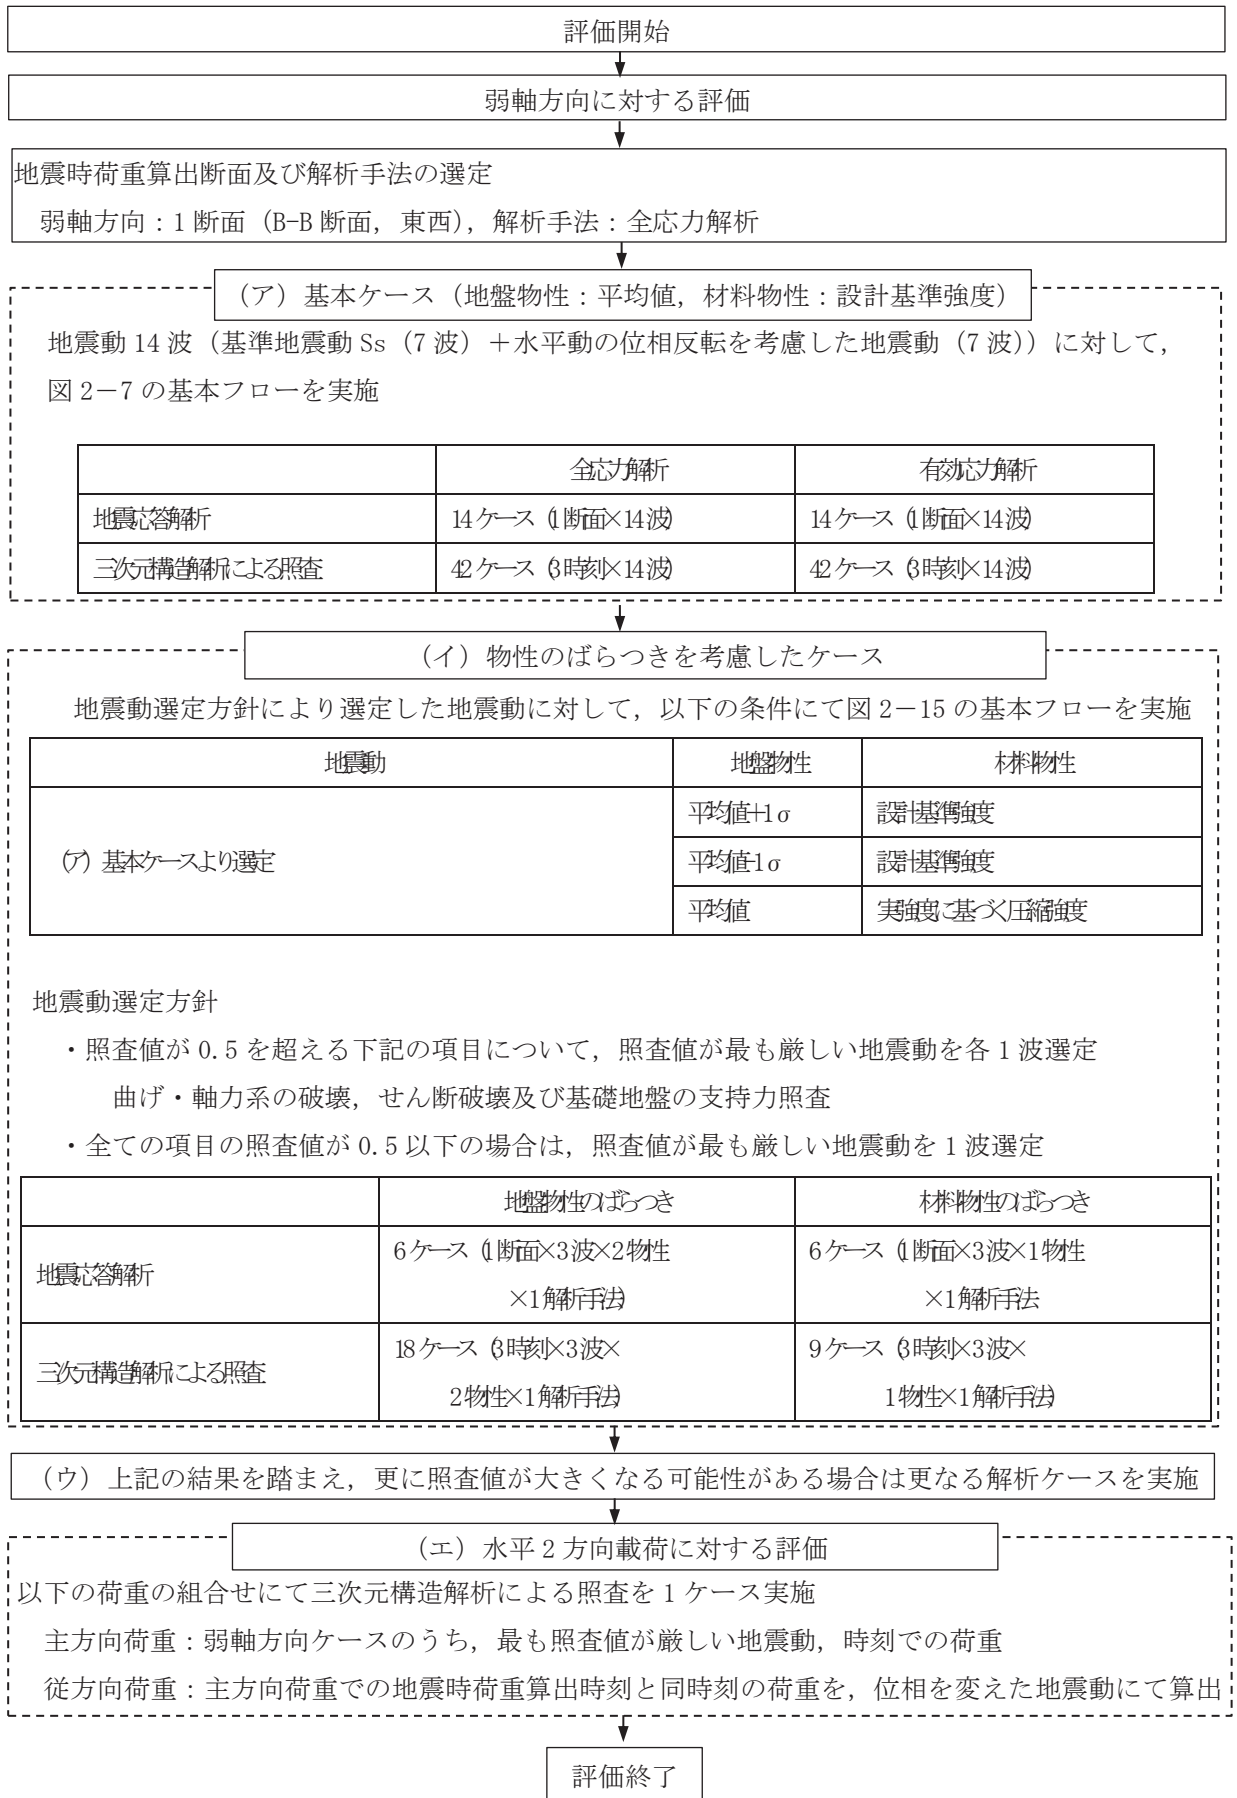 評価開始
弱軸方向に対する評価
地震時荷重算出断面及び解析手法の選定
弱軸方向:1断面(B-B断面,東西),解析手法:全応力解析
(ア)基本ケース(地盤物性:平均値,材料物性:設計基準強度)
地震動14波(基準地震動Ss(7波)+水平動の位相反転を考慮した地震動(7波))に対して,
図2-7の基本フローを実施
全応力解析 有効応力解析
地震応答解析 14ケース(1断面×14波) 14ケース(1断面×14波)
三次元構造解析による照査 42ケース(3時刻×14波) 42ケース(3時刻×14波)
(イ)物性のばらつきを考慮したケース
地震動選定方針により選定した地震動に対して,以下の条件にて図2-15の基本フローを実施
地震動 地盤物性 材料物性
平均値+1σ 設計基準強度
(ア)基本ケースより選定 平均値-1σ 設計基準強度
平均値 実強度に基づく圧縮強度
地震動選定方針
・照査値が0.5を超える下記の項目について,照査値が最も厳しい地震動を各1波選定
曲げ・軸力系の破壊,せん断破壊及び基礎地盤の支持力照査
・全ての項目の照査値が0.5以下の場合は,照査値が最も厳しい地震動を1波選定
地盤物性のばらつき 材料物性のばらつき
地震応答解析 6ケース(1断面×3波×2物性 6ケース(1断面×3波×1物性
×1解析手法) ×1解析手法
三次元構造解析による照査 18ケース(3時刻×3波× 9ケース(3時刻×3波×
2物性×1解析手法) 1物性×1解析手法)
(ウ)上記の結果を踏まえ,更に照査値が大きくなる可能性がある場合は更なる解析ケースを実施
(エ)水平2方向載荷に対する評価
以下の荷重の組合せにて三次元構造解析による照査を1ケース実施
主方向荷重:弱軸方向ケースのうち,最も照査値が厳しい地震動,時刻での荷重
従方向荷重:主方向荷重での地震時荷重算出時刻と同時刻の荷重を,位相を変えた地震動にて算出
評価終了